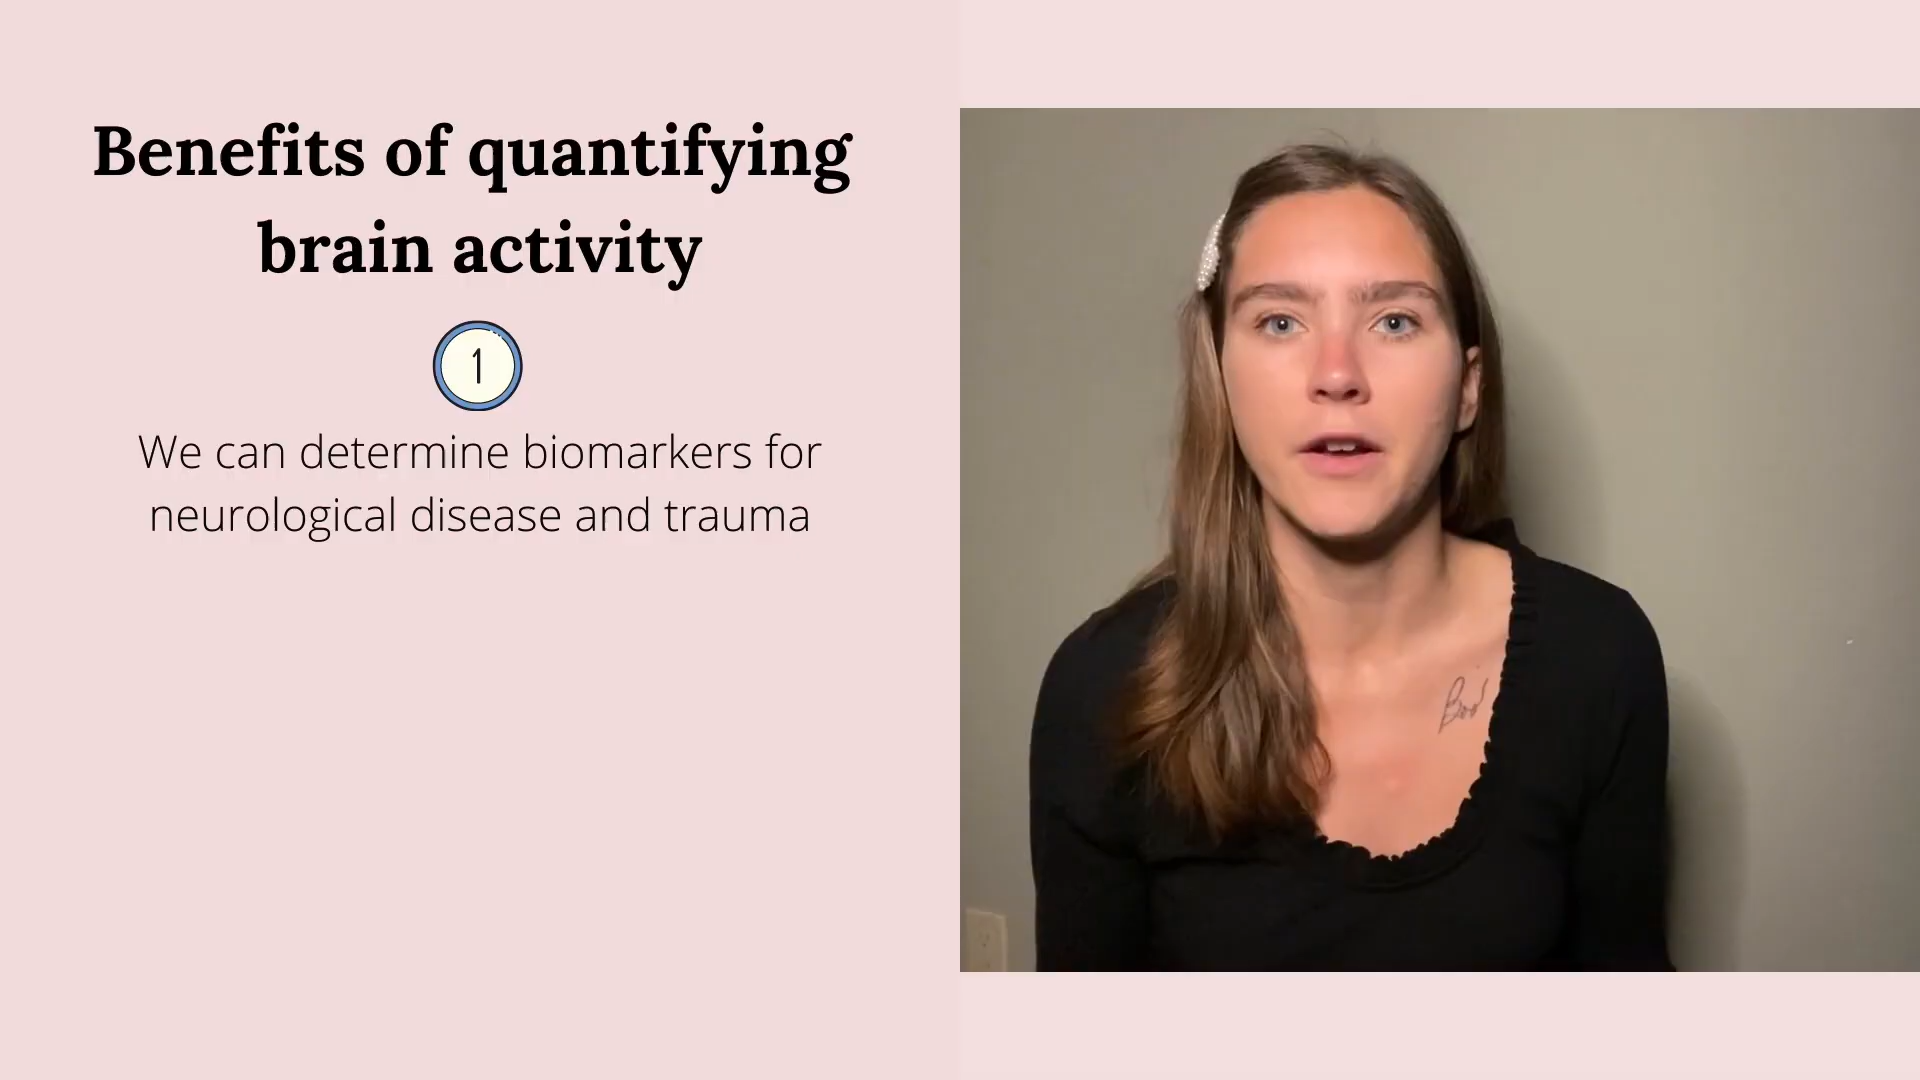 Benefits of quantifying
brain activity
1
We can determine biomarkers for
neurological disease and trauma